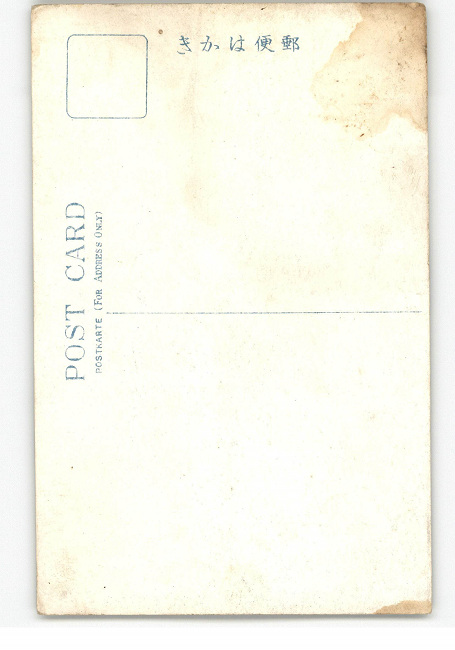 郵便はかき
POST CARD
POSTKARTE (FOR ADDRESS ONLY)